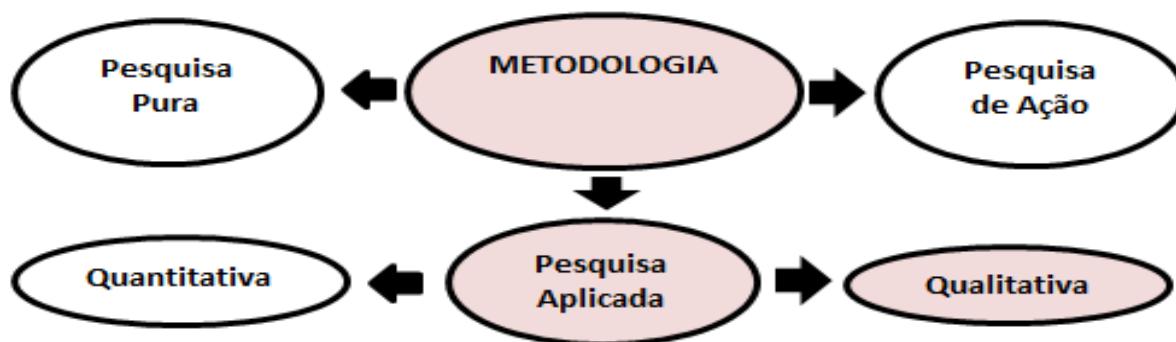 Pesquisa
Pura
METODOLOGIA
Pesquisa
de Ação
Quantitativa
Pesquisa
Aplicada
Qualitativa